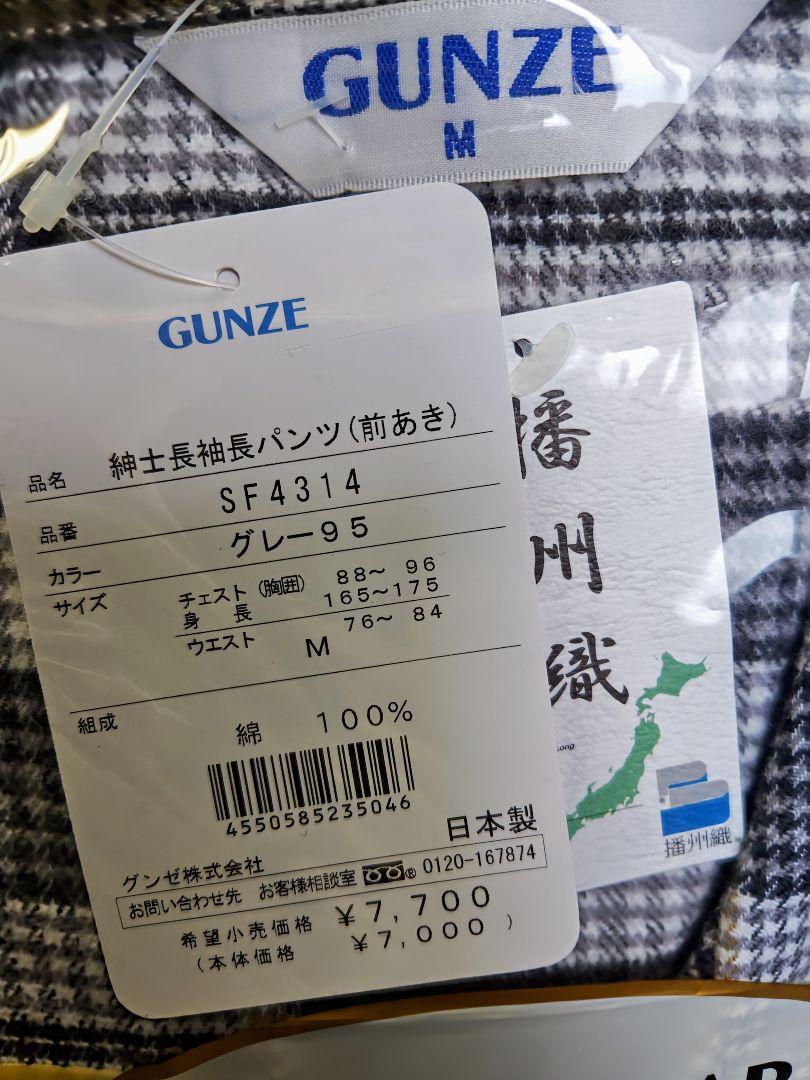 GUNZE
M
GUNZE
品名 紳士長袖長パンツ(前あき)
品番 SF4314
カラー グレー95
サイズ チェスト(胸囲) 88～ 96
身長 165～175
ウエスト 76～ 84
M
組成 綿 100%
4550585235046
日本製
グンゼ株式会社
お問い合わせ先 お客様相談室 ® 0120-167874
希望小売価格 ¥7,700
(本体価格 ¥7,000)
播州織
播州織